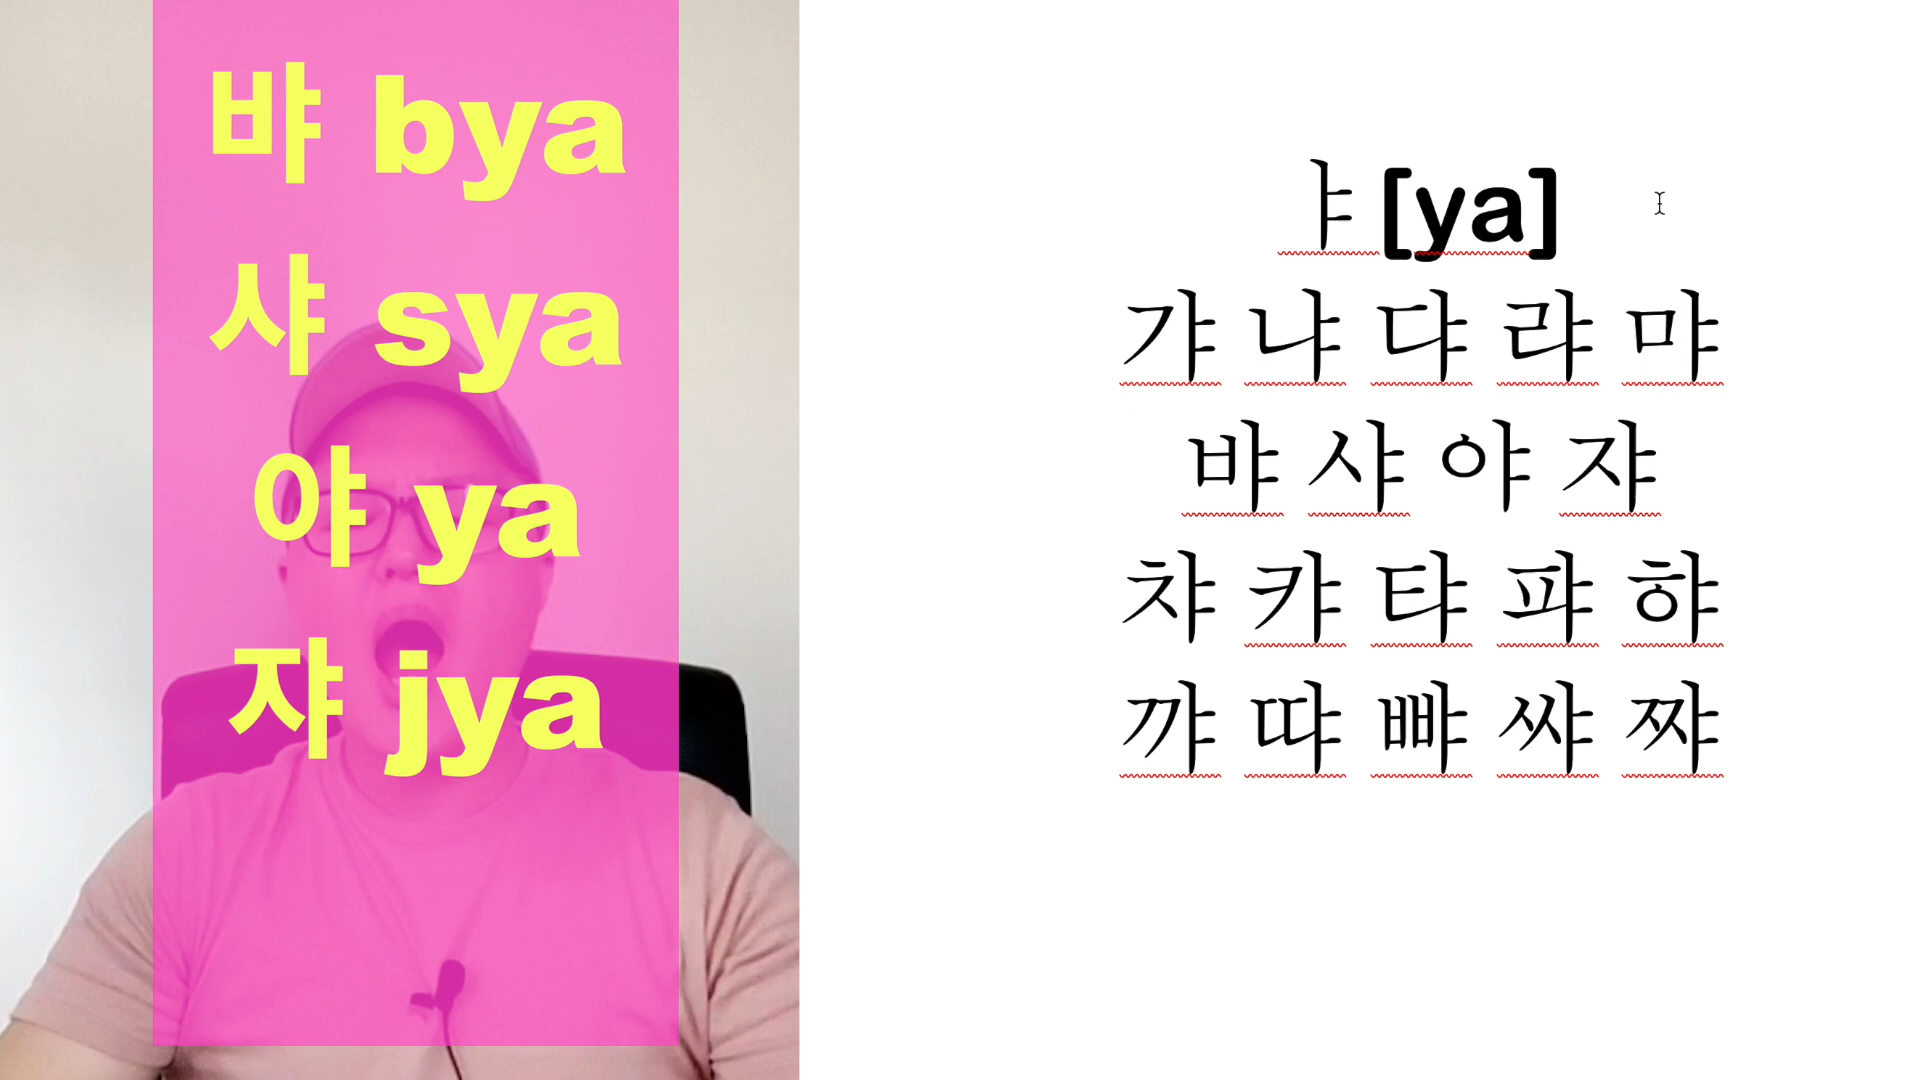 뱌 bya
샤 sya
야 ya
쟈 jya
ㅑ [ya]
갸 냐 댜 랴 먀
뱌 샤 야 쟈
챠 캬 탸 퍄 햐
꺄 땨 뺘 쌰 쨔